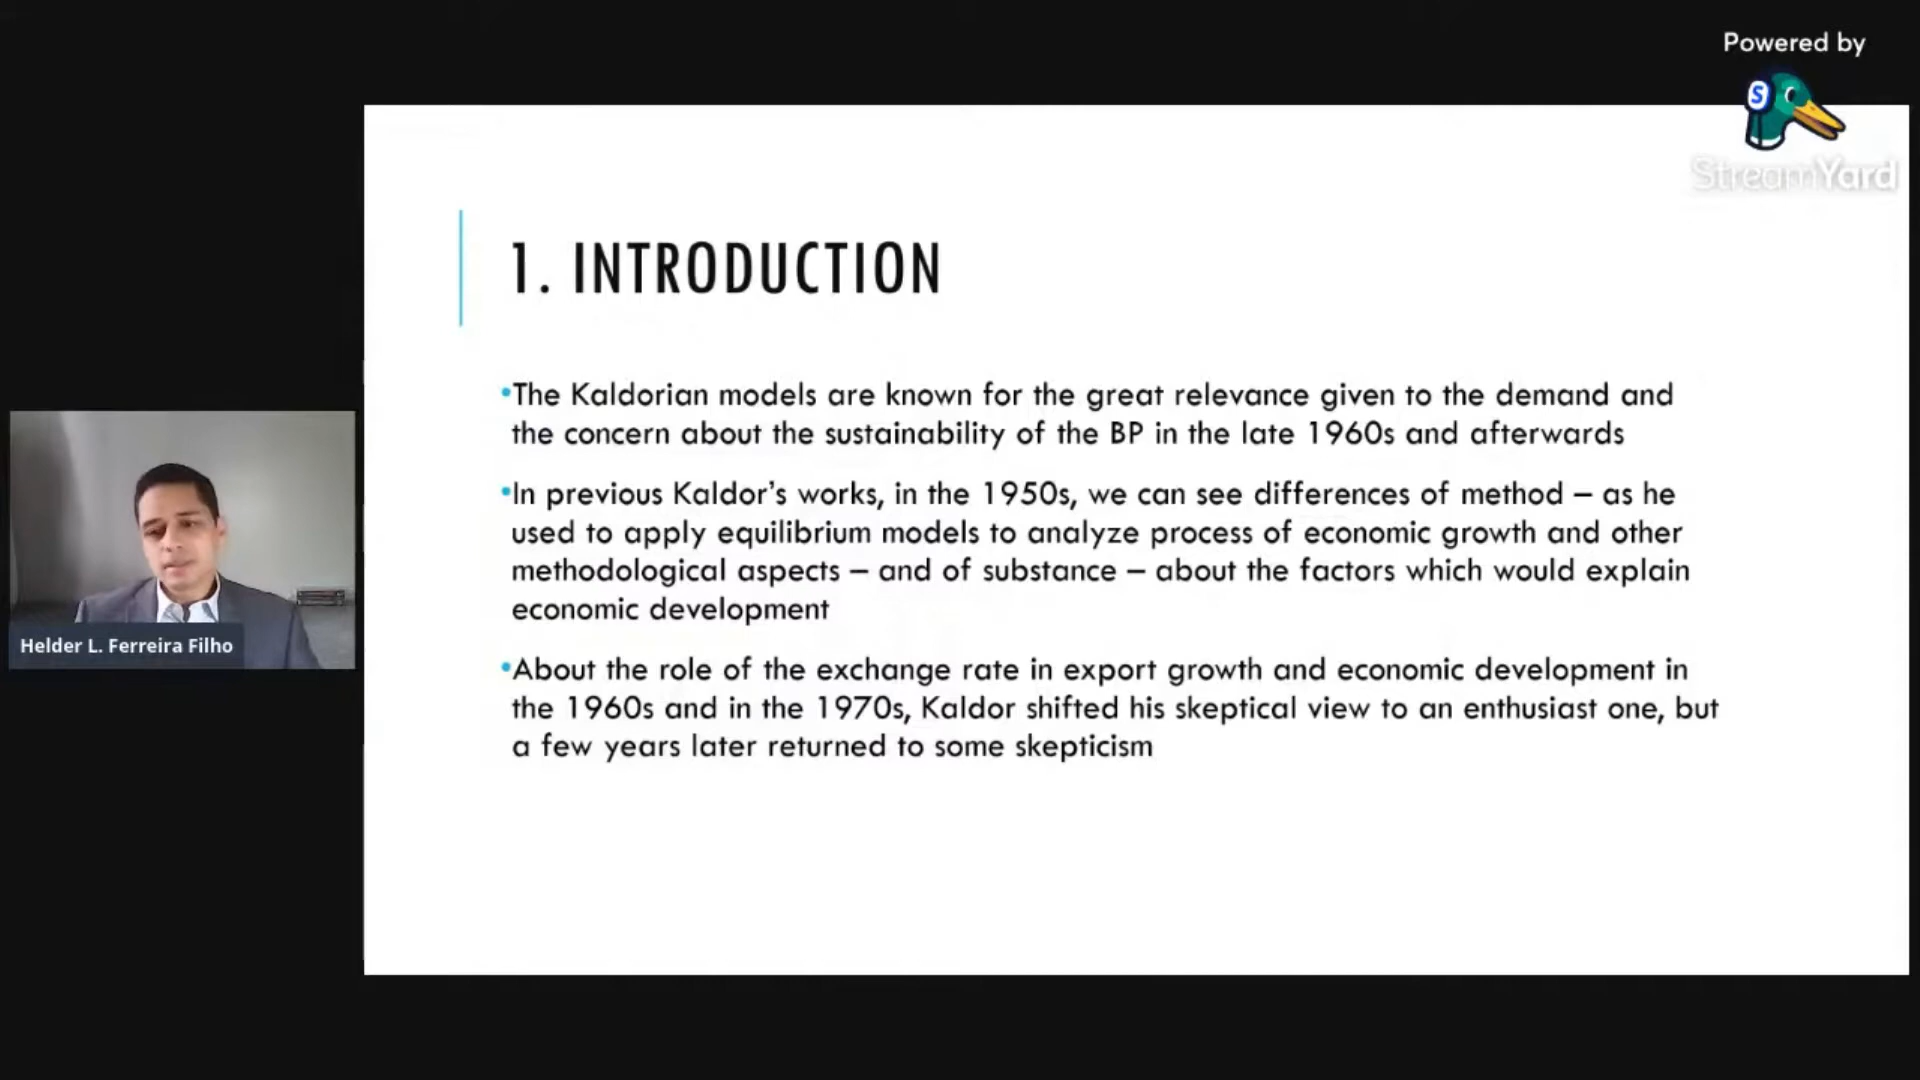 Powered by
StreamYard
1. INTRODUCTION
•The Kaldorian models are known for the great relevance given to the demand and
the concern about the sustainability of the BP in the late 1960s and afterwards
•In previous Kaldor's works, in the 1950s, we can see differences of method – as he
used to apply equilibrium models to analyze process of economic growth and other
methodological aspects – and of substance – about the factors which would explain
economic development
•About the role of the exchange rate in export growth and economic development in
the 1960s and in the 1970s, Kaldor shifted his skeptical view to an enthusiast one, but
a few years later returned to some skepticism
Helder L. Ferreira Filho